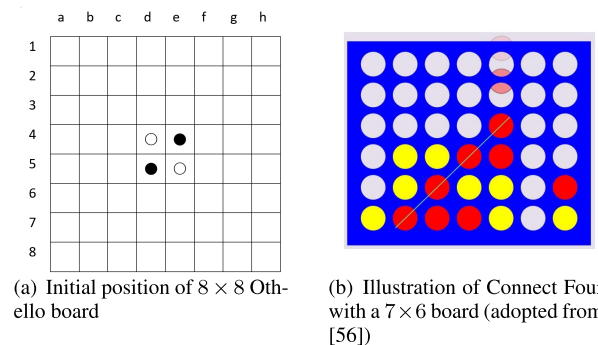 a b c d e f g h
1
2
3
4
5
6
7
8
(a) Initial position of 8 × 8 Oth-
ello board
(b) Illustration of Connect Four
with a 7×6 board (adopted from
[56])